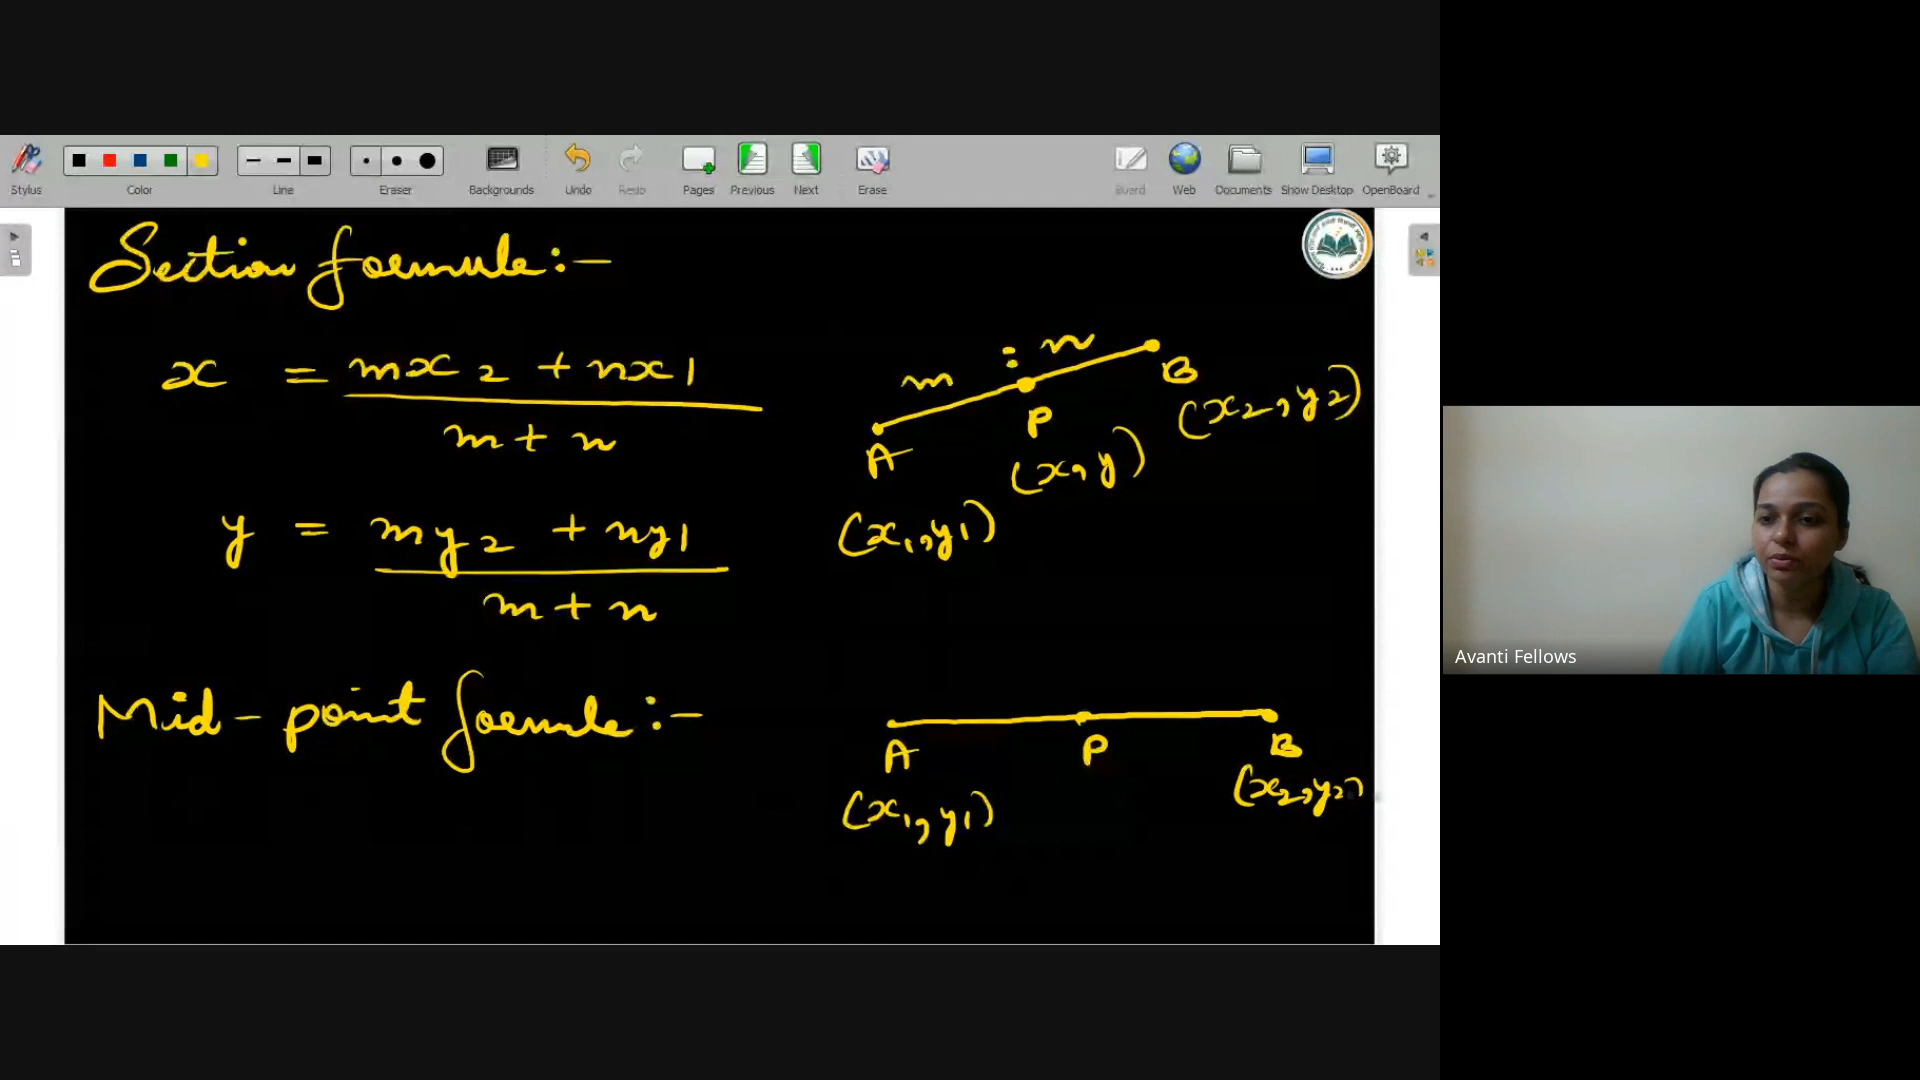 Stylus Color Line Eraser Backgrounds Undo Redo Pages Previous Next Erase Board Web Documents Show Desktop OpenBoard
Section formula:-
x = mx2 + nx1
m + n
m : n
A P B
(x1, y1) (x, y) (x2, y2)
y = my2 + ny1
m + n
Mid - point formula:-
A P B
(x1, y1) (x2, y2)
Avanti Fellows